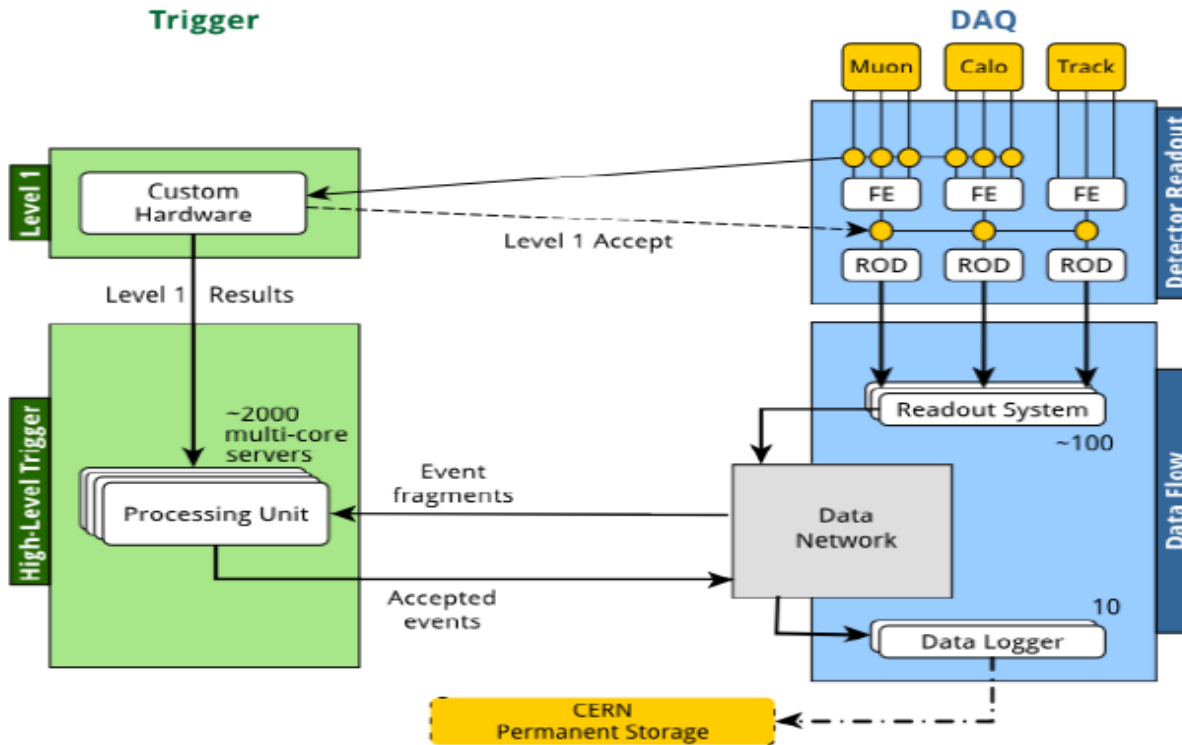 Trigger
DAQ
Muon
Calo
Track
Level 1
Custom
Hardware
FE
FE
FE
Level 1 Accept
ROD
ROD
ROD
Detector Readout
Level 1 Results
High-Level Trigger
~2000
multi-core
servers
Processing Unit
Event
fragments
Accepted
events
Readout System
~100
Data
Network
10
Data Logger
Data Flow
CERN
Permanent Storage